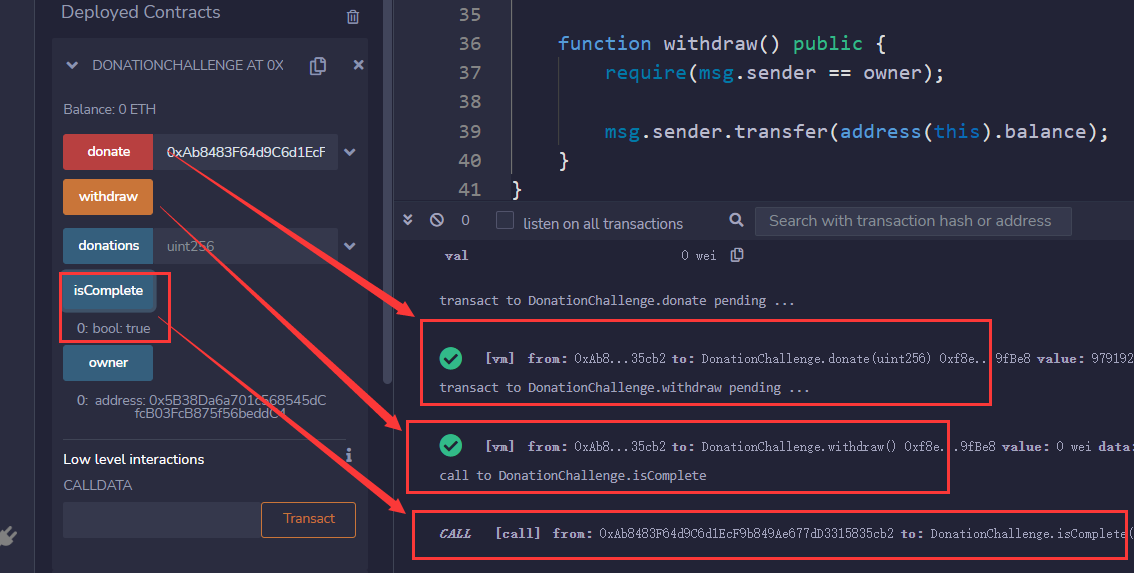 Deployed Contracts
DONATIONCHALLENGE AT 0X
Balance: 0 ETH
donate 0xAb8483F64d9C6d1EcF
withdraw
donations uint256
isComplete
0: bool: true
owner
0: address: 0x5B38Da6a701c568545dC
fcB03FcB875f56beddC4
Low level interactions
CALLDATA
Transact
35
36 function withdraw() public {
37 require(msg.sender == owner);
38
39 msg.sender.transfer(address(this).balance);
40 }
41 }
0 listen on all transactions Search with transaction hash or address
val 0 wei
transact to DonationChallenge.donate pending ...
[vm] from: 0xAb8...35cb2 to: DonationChallenge.donate(uint256) 0xf8e...9fBe8 value: 979192
transact to DonationChallenge.withdraw pending ...
[vm] from: 0xAb8...35cb2 to: DonationChallenge.withdraw() 0xf8e...9fBe8 value: 0 wei data:
call to DonationChallenge.isComplete
CALL [call] from: 0xAb8483F64d9C6d1EcF9b849Ae677dD3315835cb2 to: DonationChallenge.isComplete(